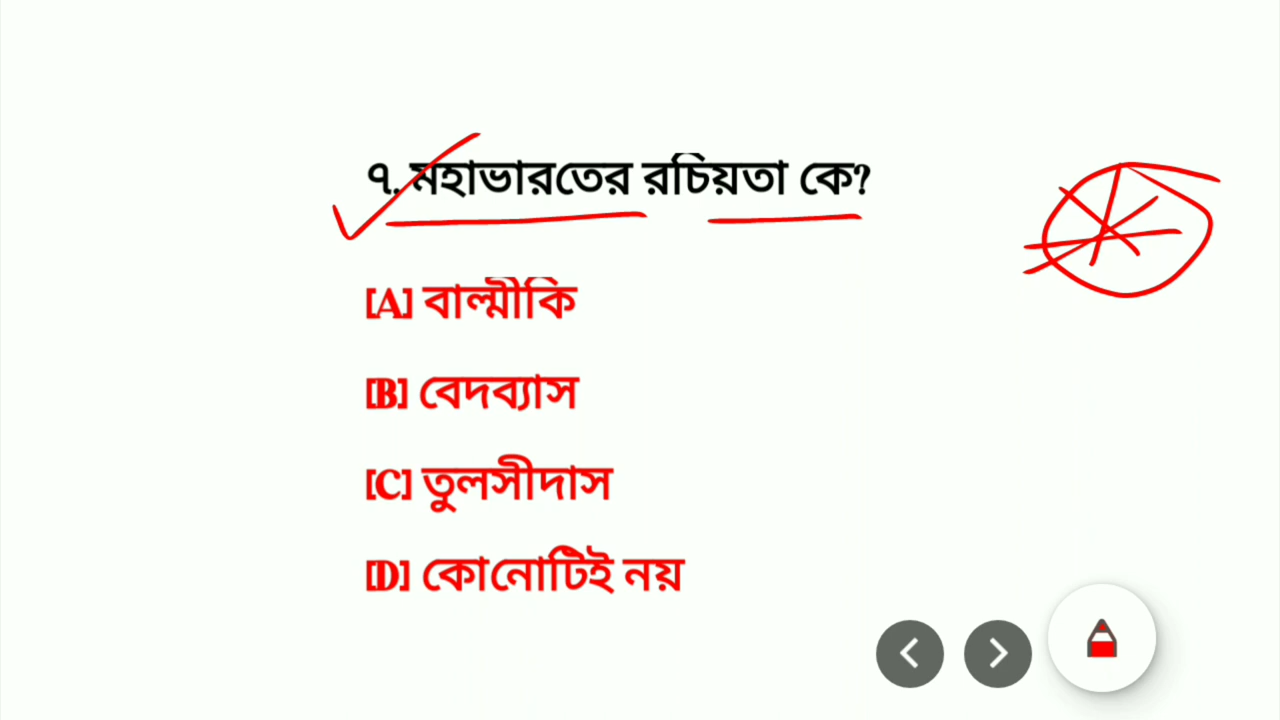 ৭. মহাভারতের রচিয়তা কে?
[A] বাল্মীকি
[B] বেদব্যাস
[C] তুলসীদাস
[D] কোনোটিই নয়